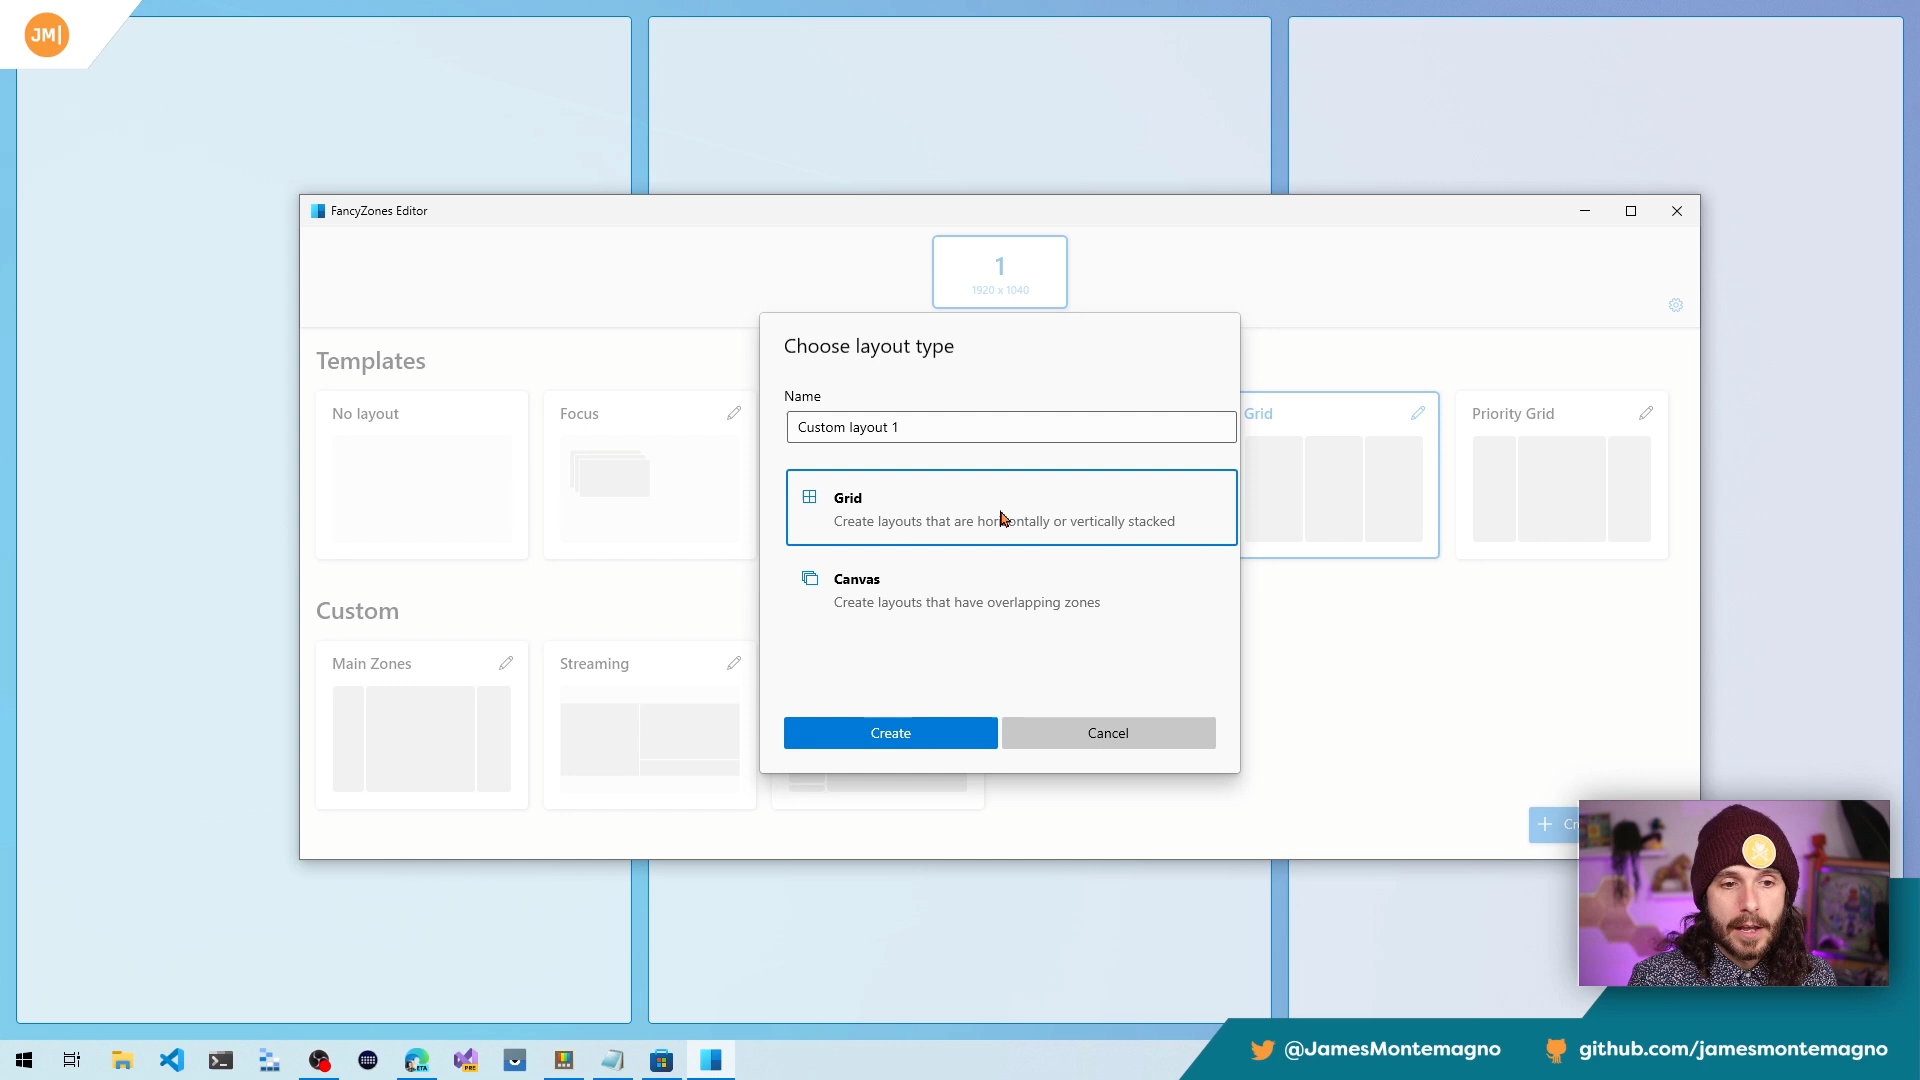 JM|
FancyZones Editor
1
1920 x 1040
Templates
No layout
Focus
Grid
Priority Grid
Choose layout type
Name
Custom layout 1
Grid
Create layouts that are horizontally or vertically stacked
Canvas
Create layouts that have overlapping zones
Create
Cancel
Custom
Main Zones
Streaming
BETA
PRE
@JamesMontemagno
github.com/jamesmontemagno